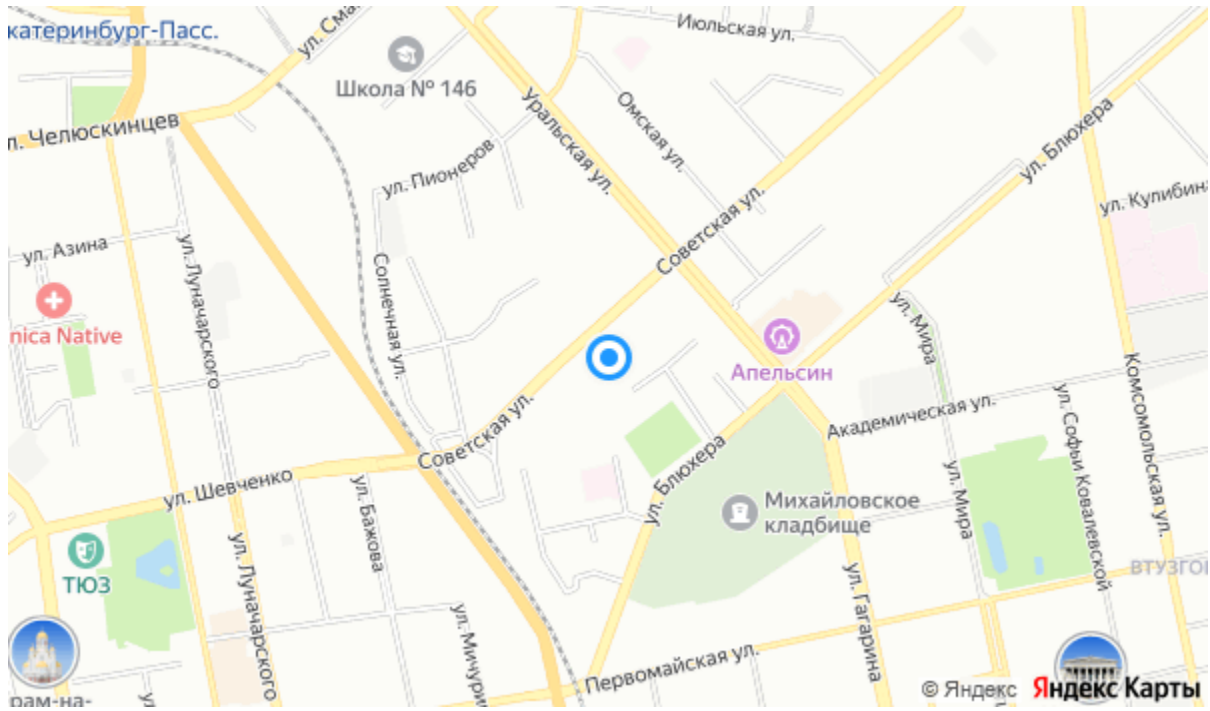 катеринбург-Пасс.
ул. Сма
Июльская ул.
Школа № 146
л. Челюскинцев
Уральская ул.
Омская ул.
ул. Блюхера
ул. Пионеров
ул. Кулибина
ул. Азина
ул. Луначарского
Солнечная ул.
Советская ул.
nica Native
ул. Мира
Апельсин
Комсомольская ул.
Советская ул.
Академическая ул.
ул. Софьи Ковалевской
ул. Шевченко
ул. Бажова
ул. Блюхера
Михайловское
кладбище
ул. Мира
ТЮЗ
ул. Луначарского
ул. Гагарина
ВТУЗГО
ул. Мичури
Первомайская ул.
рам-на-
© Яндекс Яндекс Карты